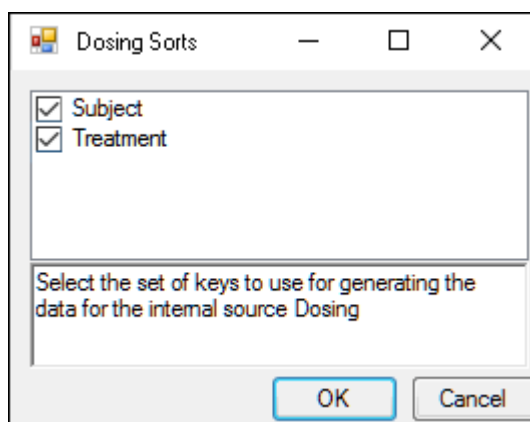 Dosing Sorts
Subject
Treatment
Select the set of keys to use for generating the
data for the internal source Dosing
OK
Cancel